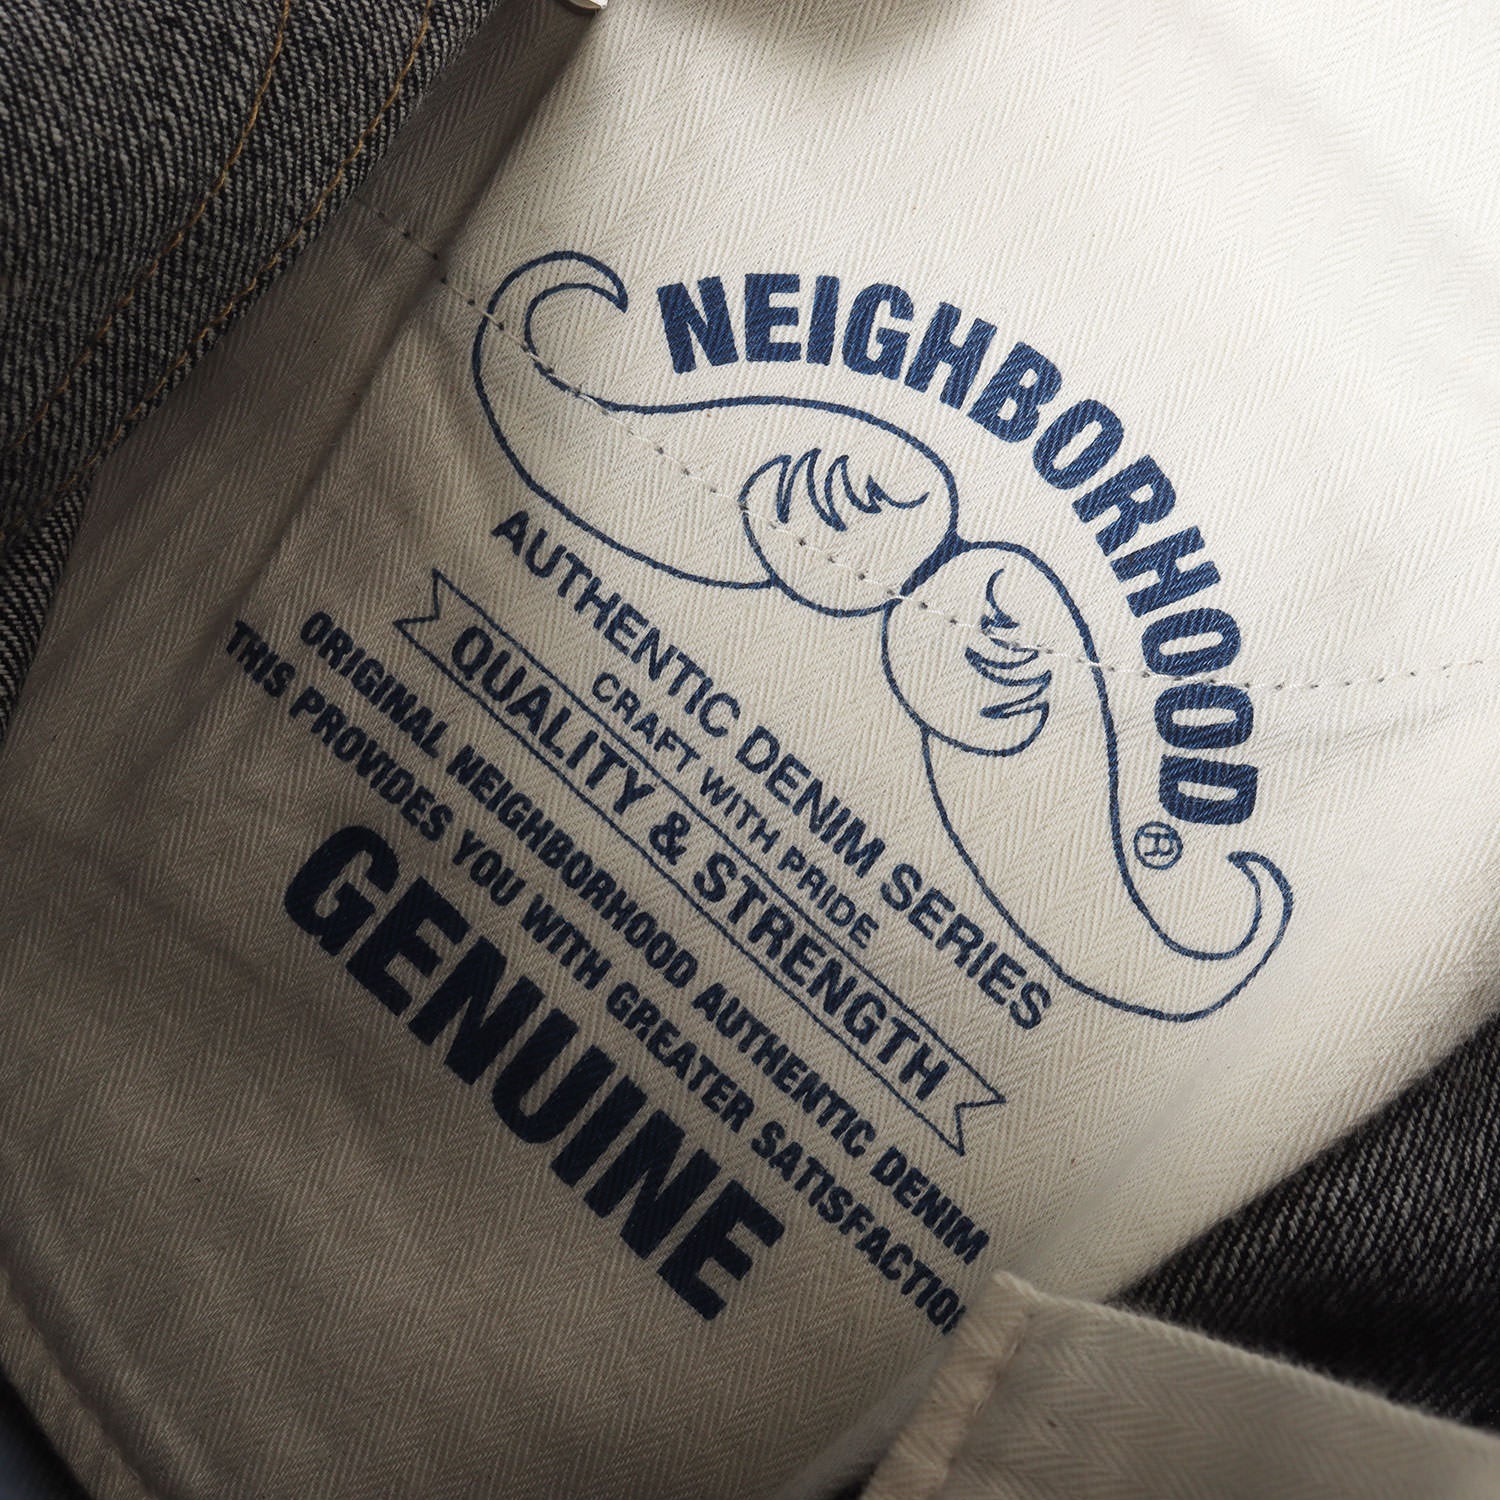 NEIGHBORHOOD®
AUTHENTIC DENIM SERIES
CRAFT WITH PRIDE
QUALITY & STRENGTH
ORIGINAL NEIGHBORHOOD AUTHENTIC DENIM
THIS PROVIDES YOU WITH GREATER SATISFACTION
GENUINE